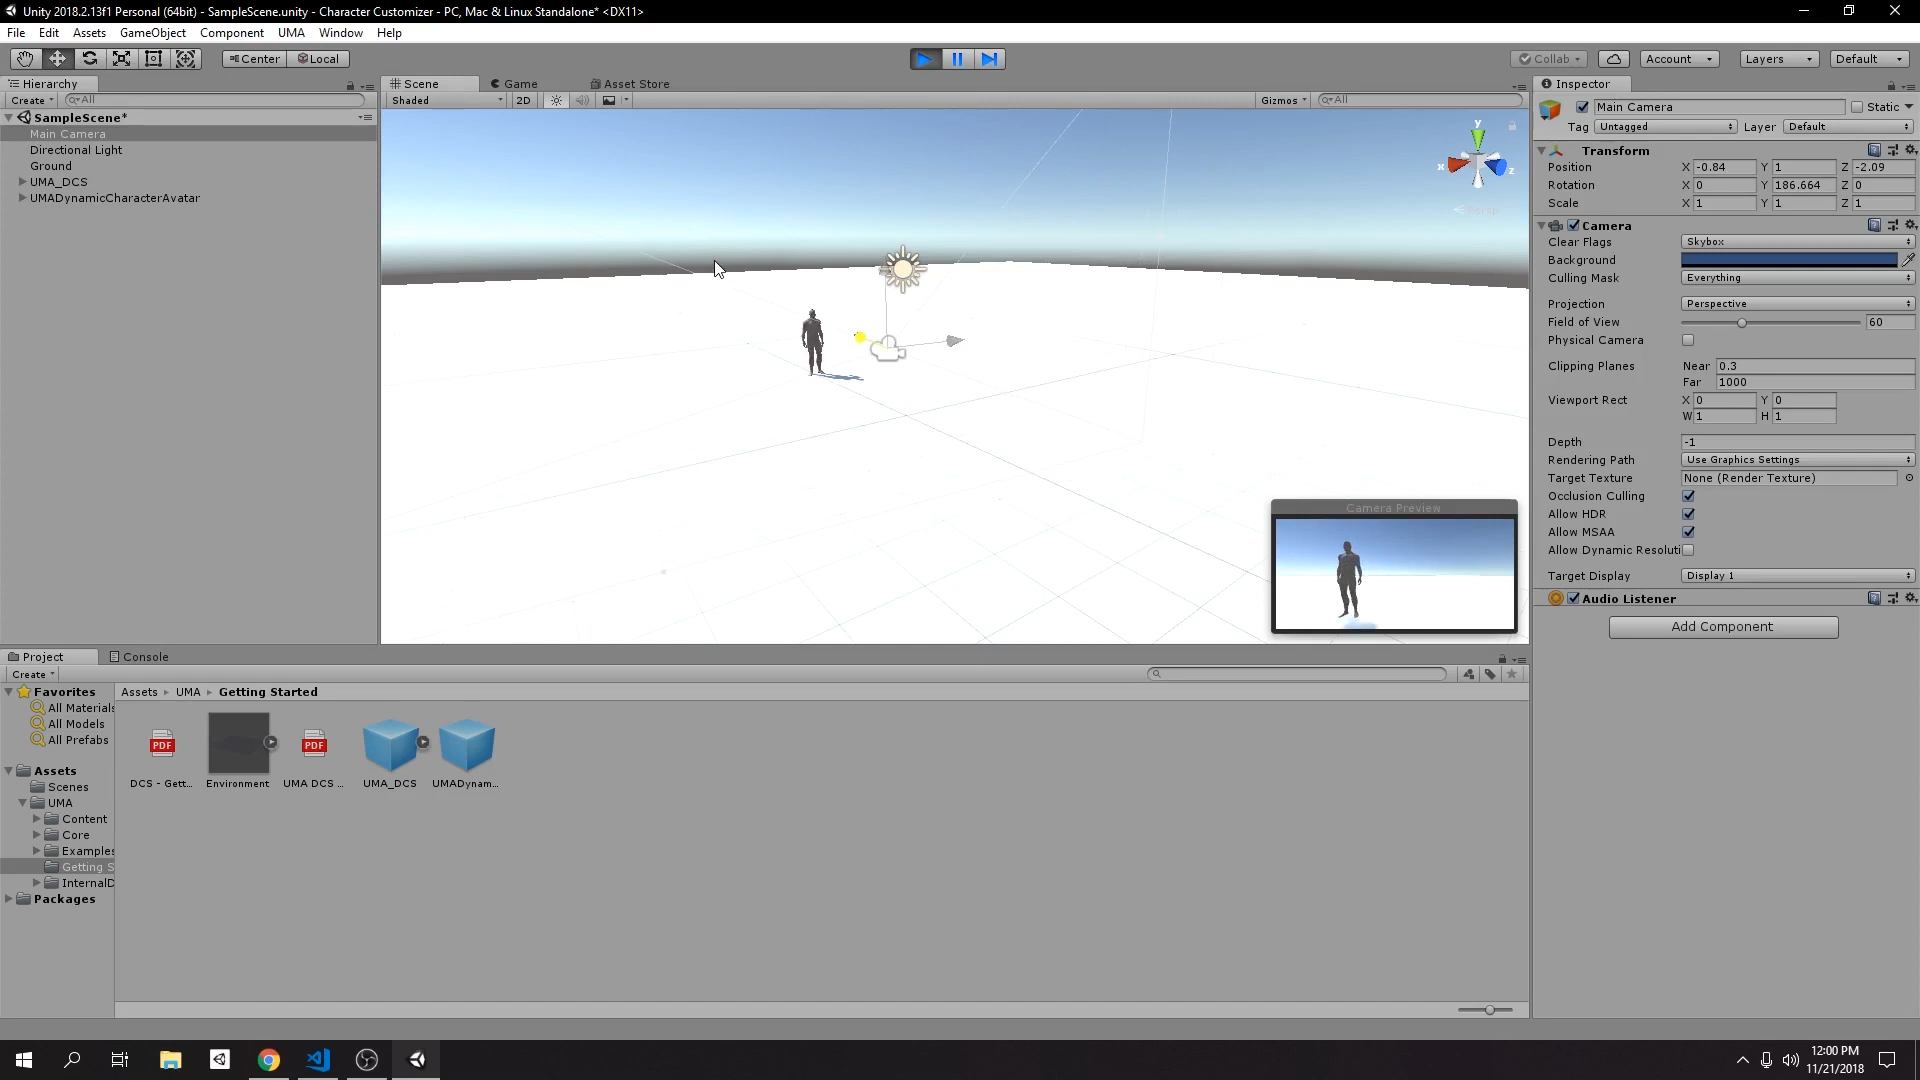 Unity 2018.2.13f1 Personal (64bit) - SampleScene.unity - Character Customizer - PC, Mac & Linux Standalone* <DX11>
File Edit Assets GameObject Component UMA Window Help
Center Local Collab Account Layers Default
Hierarchy
Create All
SampleScene*
Main Camera
Directional Light
Ground
UMA_DCS
UMADynamicCharacterAvatar
Scene Game Asset Store
Shaded 2D Gizmos All
y
x z
Persp
Camera Preview
Inspector
Main Camera Static
Tag Untagged Layer Default
Transform
Position X -0.84 Y 1 Z -2.09
Rotation X 0 Y 186.664 Z 0
Scale X 1 Y 1 Z 1
Camera
Clear Flags Skybox
Background
Culling Mask Everything
Projection Perspective
Field of View 60
Physical Camera
Clipping Planes Near 0.3
Far 1000
Viewport Rect X 0 Y 0
W 1 H 1
Depth -1
Rendering Path Use Graphics Settings
Target Texture None (Render Texture)
Occlusion Culling
Allow HDR
Allow MSAA
Allow Dynamic Resoluti
Target Display Display 1
Audio Listener
Add Component
Project Console
Create
Favorites
All Materials
All Models
All Prefabs
Assets
Scenes
UMA
Content
Core
Examples
Getting S
InternalD
Packages
Assets UMA Getting Started
PDF PDF
DCS - Gett... Environment UMA DCS ... UMA_DCS UMADynam...
12:00 PM
11/21/2018